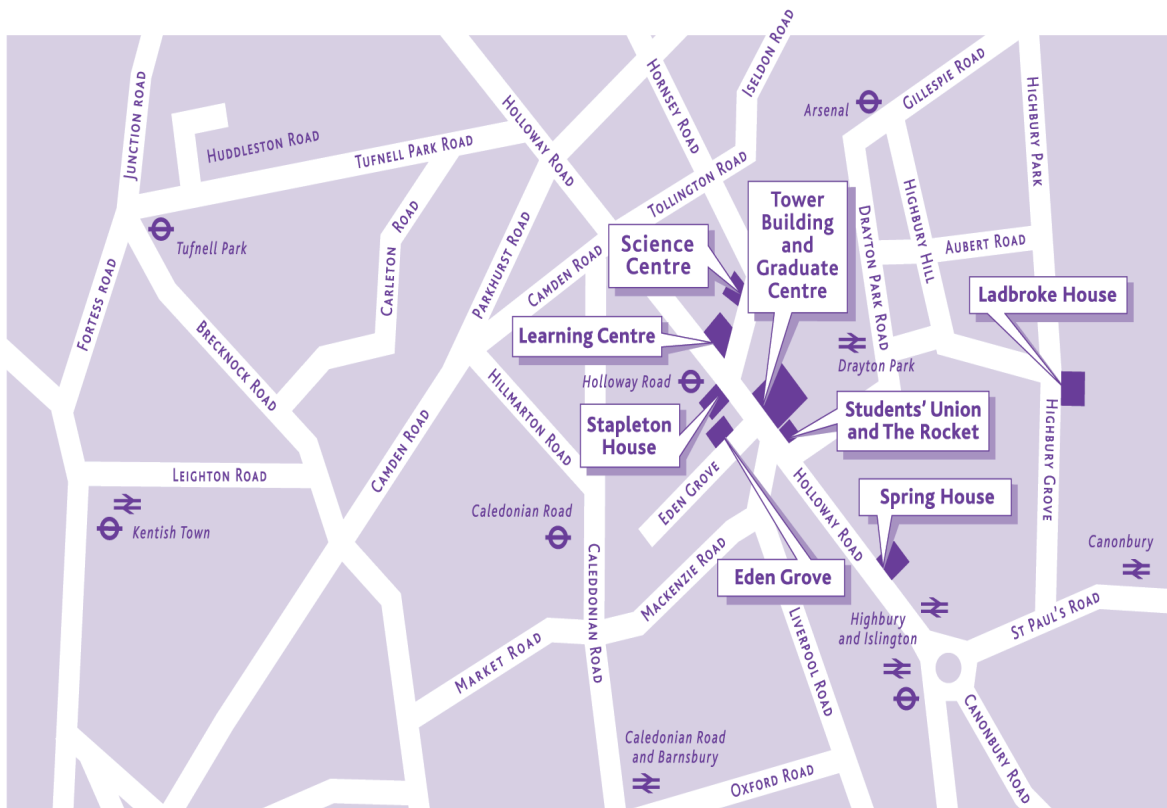 Junction Road
Huddleston Road
Tufnell Park Road
Holloway Road
Hornsey Road
Iseldon Road
Arsenal
Gillespie Road
Highbury Park
Tufnell Park
Carleton Road
Parkhurst Road
Camden Road
Tollington Road
Science
Centre
Tower
Building
and
Graduate
Centre
Drayton Park Road
Highbury Hill
Aubert Road
Ladbroke House
Fortess Road
Brecknock Road
Learning Centre
Holloway Road
Hillmarton Road
Drayton Park
Stapleton
House
Students' Union
and The Rocket
Highbury Grove
Leighton Road
Camden Road
Kentish Town
Caledonian Road
Eden Grove
Holloway Road
Spring House
Canonbury
Caledonian Road
Mackenzie Road
Eden Grove
Market Road
Liverpool Road
Highbury
and Islington
St Paul's Road
Canonbury Road
Caledonian Road
and Barnsbury
Oxford Road